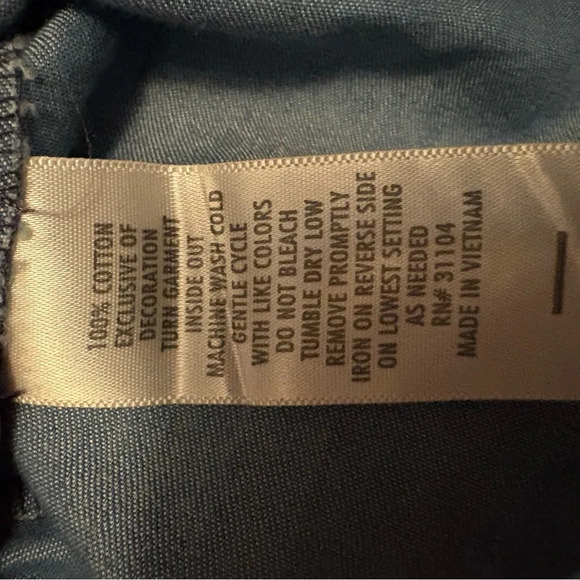 100% COTTON
EXCLUSIVE OF
DECORATION
TURN GARMENT
INSIDE OUT
MACHINE WASH COLD
GENTLE CYCLE
WITH LIKE COLORS
DO NOT BLEACH
TUMBLE DRY LOW
REMOVE PROMPTLY
IRON ON REVERSE SIDE
ON LOWEST SETTING
AS NEEDED
RN# 31104
MADE IN VIETNAM